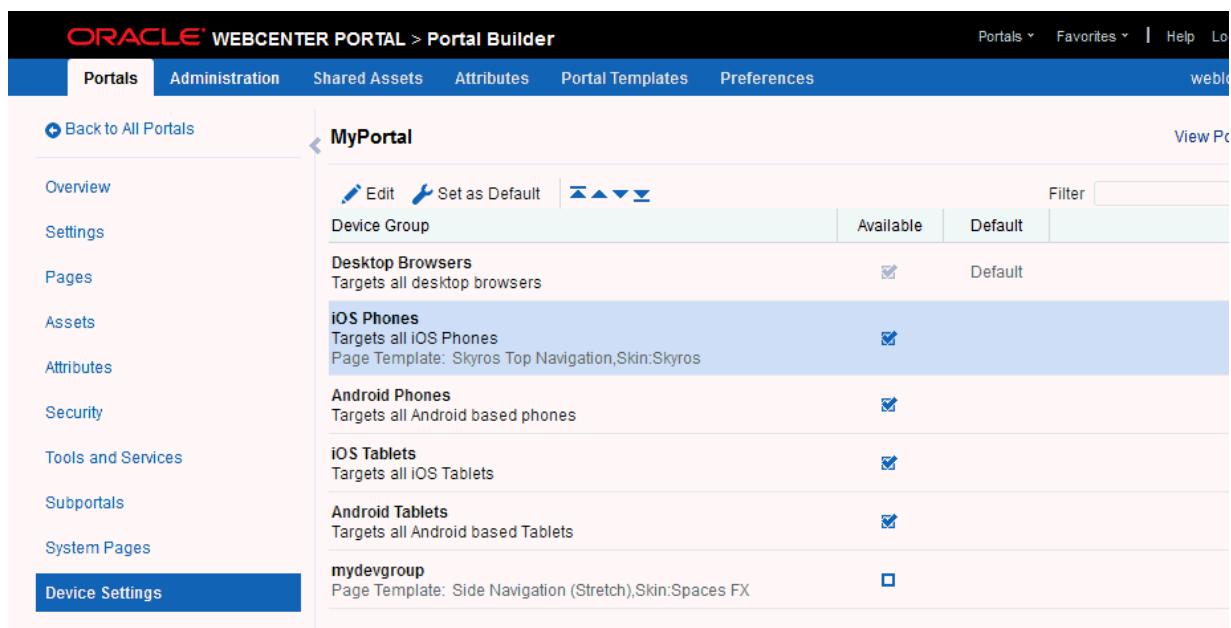 ORACLE WEBCENTER PORTAL > Portal Builder
Portals Favorites | Help Lo
Portals Administration Shared Assets Attributes Portal Templates Preferences weblo
Back to All Portals
MyPortal
View Po
Overview
Settings
Pages
Assets
Attributes
Security
Tools and Services
Subportals
System Pages
Device Settings
Edit Set as Default
Filter
Device Group Available Default
Desktop Browsers
Targets all desktop browsers
Default
iOS Phones
Targets all iOS Phones
Page Template: Skyros Top Navigation,Skin:Skyros
Android Phones
Targets all Android based phones
iOS Tablets
Targets all iOS Tablets
Android Tablets
Targets all Android based Tablets
mydevgroup
Page Template: Side Navigation (Stretch),Skin:Spaces FX